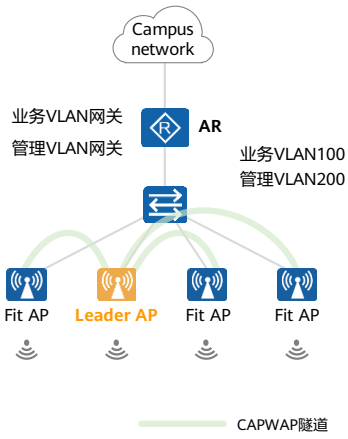 Campus
network
业务VLAN网关
管理VLAN网关
R
AR
业务VLAN100
管理VLAN200
Fit AP
Leader AP
Fit AP
Fit AP
CAPWAP隧道